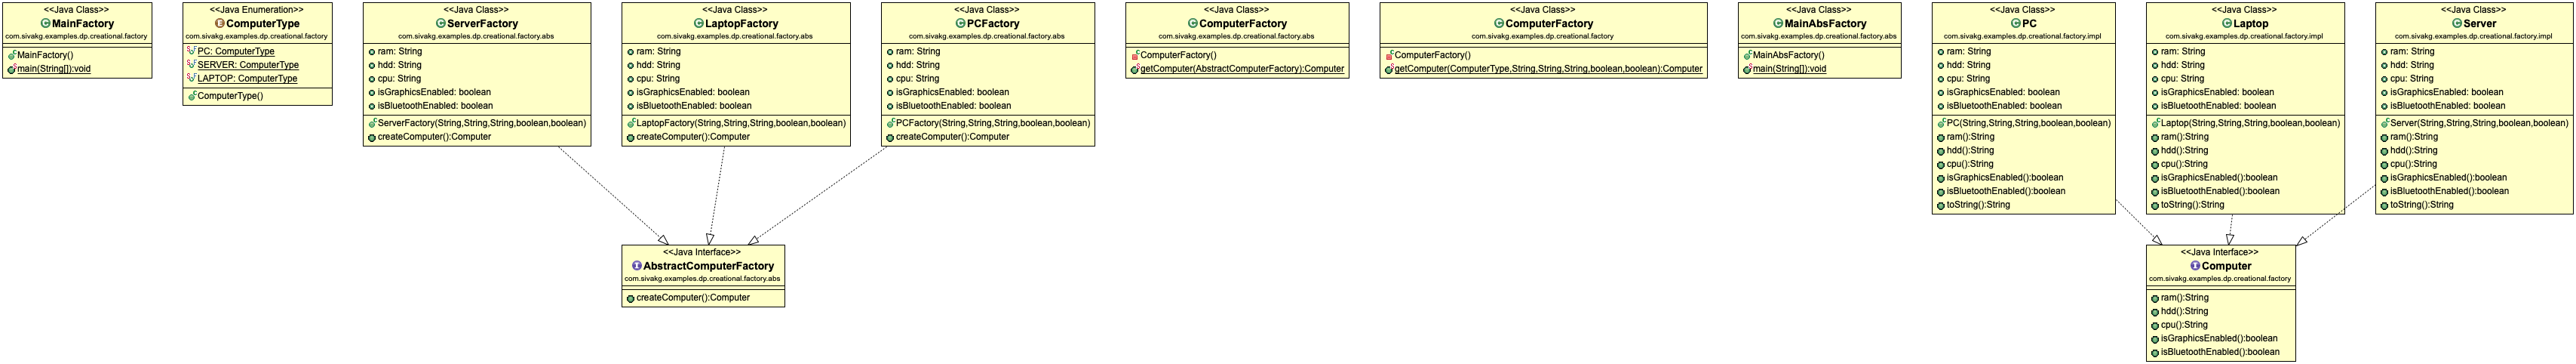 <<Java Class>>
MainFactory
com.sivakg.examples.dp.creational.factory
MainFactory()
main(String[]):void
<<Java Enumeration>>
ComputerType
com.sivakg.examples.dp.creational.factory
PC: ComputerType
SERVER: ComputerType
LAPTOP: ComputerType
ComputerType()
<<Java Class>>
ServerFactory
com.sivakg.examples.dp.creational.factory.abs
ram: String
hdd: String
cpu: String
isGraphicsEnabled: boolean
isBluetoothEnabled: boolean
ServerFactory(String,String,String,boolean,boolean)
createComputer():Computer
<<Java Class>>
LaptopFactory
com.sivakg.examples.dp.creational.factory.abs
ram: String
hdd: String
cpu: String
isGraphicsEnabled: boolean
isBluetoothEnabled: boolean
LaptopFactory(String,String,String,boolean,boolean)
createComputer():Computer
<<Java Class>>
PCFactory
com.sivakg.examples.dp.creational.factory.abs
ram: String
hdd: String
cpu: String
isGraphicsEnabled: boolean
isBluetoothEnabled: boolean
PCFactory(String,String,String,boolean,boolean)
createComputer():Computer
<<Java Class>>
ComputerFactory
com.sivakg.examples.dp.creational.factory.abs
ComputerFactory()
getComputer(AbstractComputerFactory):Computer
<<Java Class>>
ComputerFactory
com.sivakg.examples.dp.creational.factory
ComputerFactory()
getComputer(ComputerType,String,String,String,boolean,boolean):Computer
<<Java Class>>
MainAbsFactory
com.sivakg.examples.dp.creational.factory.abs
MainAbsFactory()
main(String[]):void
<<Java Class>>
PC
com.sivakg.examples.dp.creational.factory.impl
ram: String
hdd: String
cpu: String
isGraphicsEnabled: boolean
isBluetoothEnabled: boolean
PC(String,String,String,boolean,boolean)
ram():String
hdd():String
cpu():String
isGraphicsEnabled():boolean
isBluetoothEnabled():boolean
toString():String
<<Java Class>>
Laptop
com.sivakg.examples.dp.creational.factory.impl
ram: String
hdd: String
cpu: String
isGraphicsEnabled: boolean
isBluetoothEnabled: boolean
Laptop(String,String,String,boolean,boolean)
ram():String
hdd():String
cpu():String
isGraphicsEnabled():boolean
isBluetoothEnabled():boolean
toString():String
<<Java Class>>
Server
com.sivakg.examples.dp.creational.factory.impl
ram: String
hdd: String
cpu: String
isGraphicsEnabled: boolean
isBluetoothEnabled: boolean
Server(String,String,String,boolean,boolean)
ram():String
hdd():String
cpu():String
isGraphicsEnabled():boolean
isBluetoothEnabled():boolean
toString():String
<<Java Interface>>
AbstractComputerFactory
com.sivakg.examples.dp.creational.factory.abs
createComputer():Computer
<<Java Interface>>
Computer
com.sivakg.examples.dp.creational.factory
ram():String
hdd():String
cpu():String
isGraphicsEnabled():boolean
isBluetoothEnabled():boolean